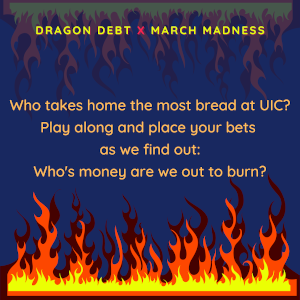 DRAGON DEBT X MARCH MADNESS
Who takes home the most bread at UIC?
Play along and place your bets
as we find out:
Who's money are we out to burn?